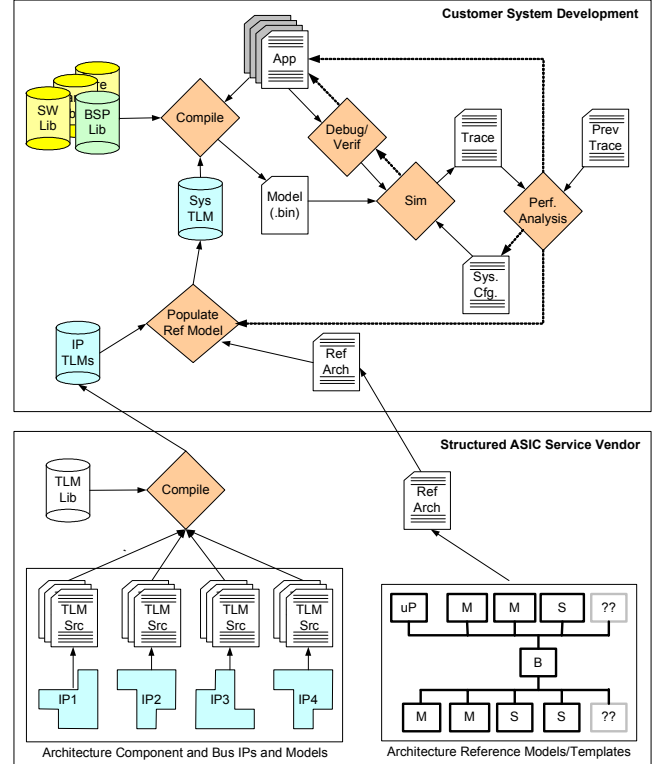 Customer System Development
App
SW
Lib
BSP
Lib
Compile
Debug/
Verif
Trace
Prev
Trace
Sys
TLM
Model
(.bin)
Sim
Perf.
Analysis
Sys.
Cfg.
Populate
Ref Model
IP
TLMs
Ref
Arch
Structured ASIC Service Vendor
TLM
Lib
Compile
Ref
Arch
TLM
Src
TLM
Src
TLM
Src
TLM
Src
IP1
IP2
IP3
IP4
uP
M
M
S
??
B
M
M
S
S
??
Architecture Component and Bus IPs and Models
Architecture Reference Models/Templates